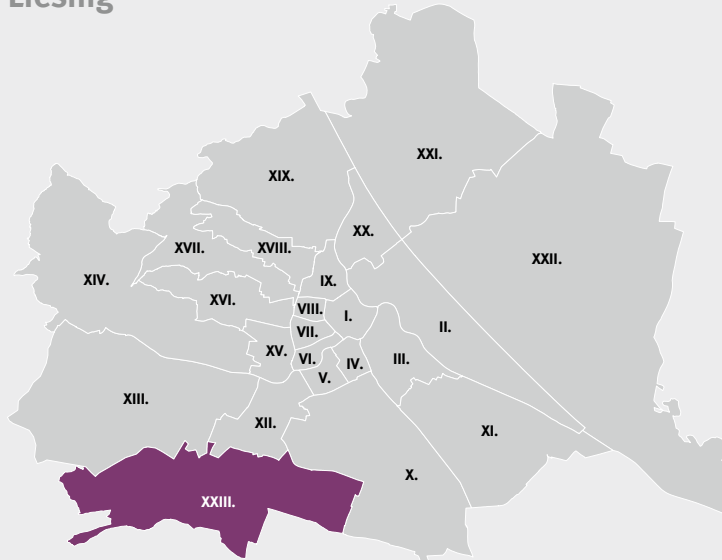 Liesing
XXI.
XIX.
XX.
XVII.
XVIII.
XXII.
XIV.
IX.
XVI.
VIII.
I.
II.
VII.
XV.
VI.
IV.
III.
V.
XIII.
XII.
XI.
X.
XXIII.